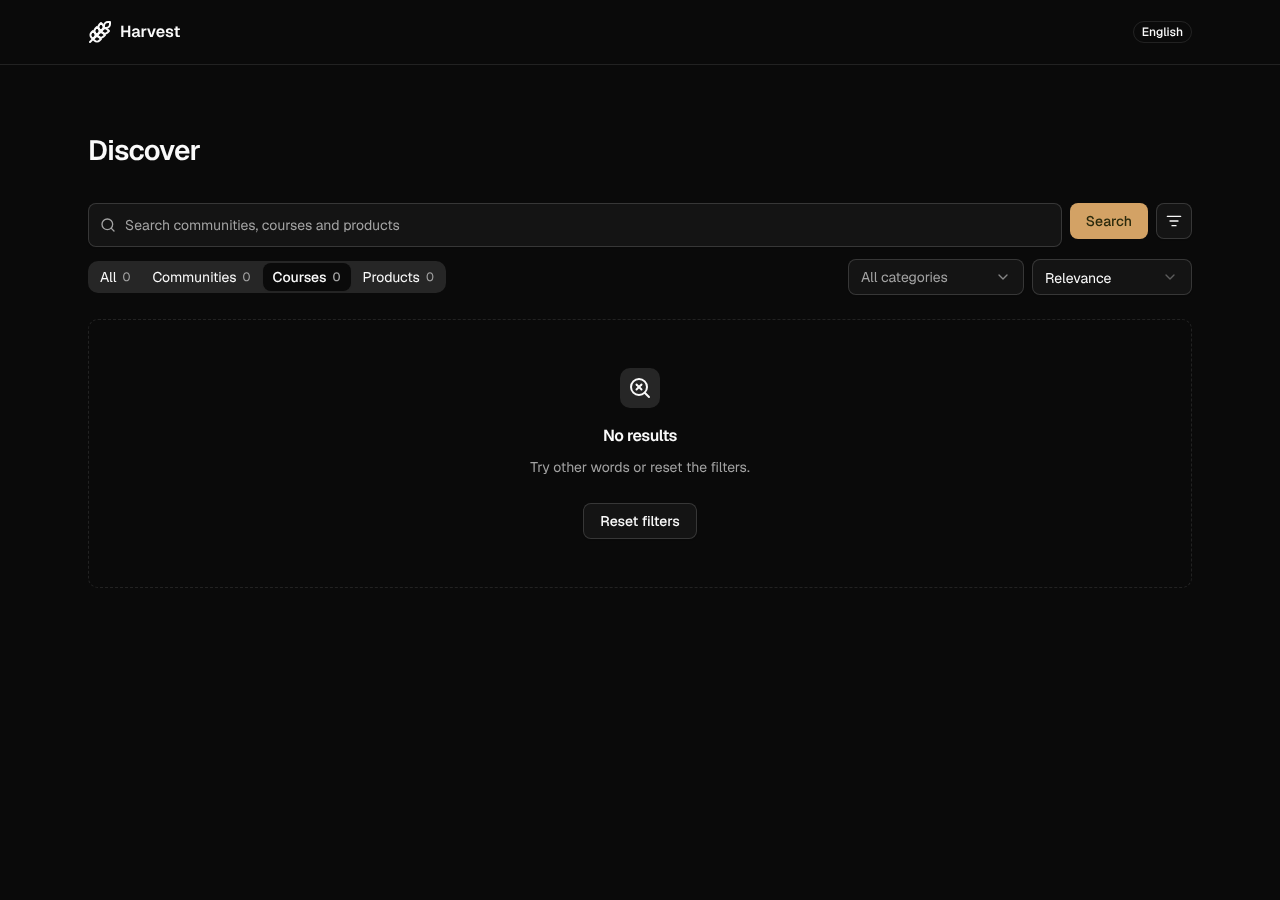 Harvest
English
Discover
Search communities, courses and products
Search
All 0 Communities 0 Courses 0 Products 0
All categories
Relevance
No results
Try other words or reset the filters.
Reset filters